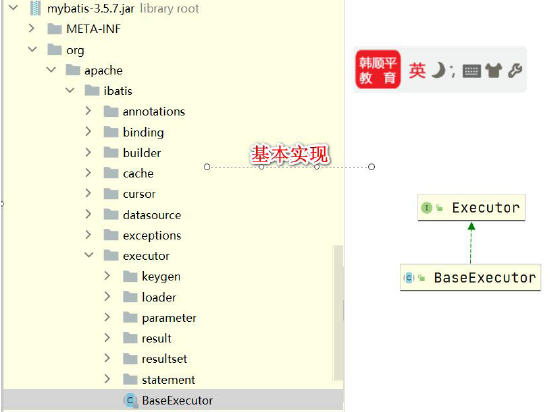 mybatis-3.5.7.jar library root
META-INF
org
apache
ibatis
annotations
binding
builder
cache
cursor
datasource
exceptions
executor
keygen
loader
parameter
result
resultset
statement
BaseExecutor
基本实现
韩顺平
教 育
英
I Executor
C BaseExecutor